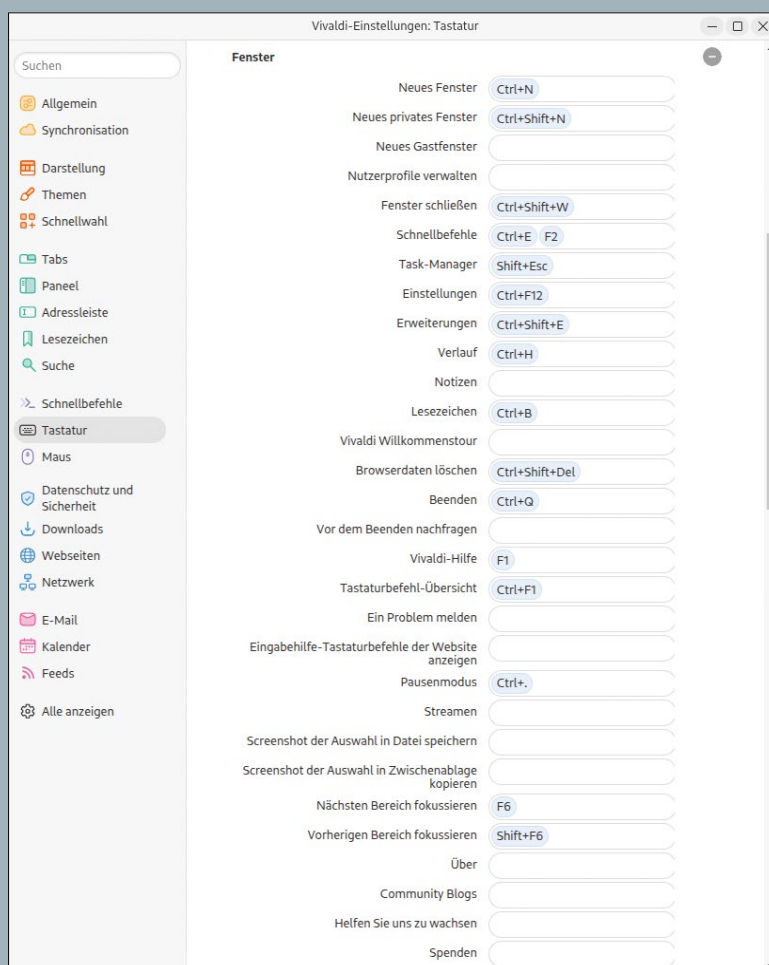 Vivaldi-Einstellungen: Tastatur
Suchen
Allgemein
Synchronisation
Darstellung
Themen
Schnellwahl
Tabs
Paneel
Adressleiste
Lesezeichen
Suche
Schnellbefehle
Tastatur
Maus
Datenschutz und
Sicherheit
Downloads
Webseiten
Netzwerk
E-Mail
Kalender
Feeds
Alle anzeigen
Fenster
Neues Fenster Ctrl+N
Neues privates Fenster Ctrl+Shift+N
Neues Gastfenster
Nutzerprofile verwalten
Fenster schließen Ctrl+Shift+W
Schnellbefehle Ctrl+E F2
Task-Manager Shift+Esc
Einstellungen Ctrl+F12
Erweiterungen Ctrl+Shift+E
Verlauf Ctrl+H
Notizen
Lesezeichen Ctrl+B
Vivaldi Willkommenstour
Browserdaten löschen Ctrl+Shift+Del
Beenden Ctrl+Q
Vor dem Beenden nachfragen
Vivaldi-Hilfe F1
Tastaturbefehl-Übersicht Ctrl+F1
Ein Problem melden
Eingabehilfe-Tastaturbefehle der Website
anzeigen
Pausenmodus Ctrl+.
Streamen
Screenshot der Auswahl in Datei speichern
Screenshot der Auswahl in Zwischenablage
kopieren
Nächsten Bereich fokussieren F6
Vorherigen Bereich fokussieren Shift+F6
Über
Community Blogs
Helfen Sie uns zu wachsen
Spenden